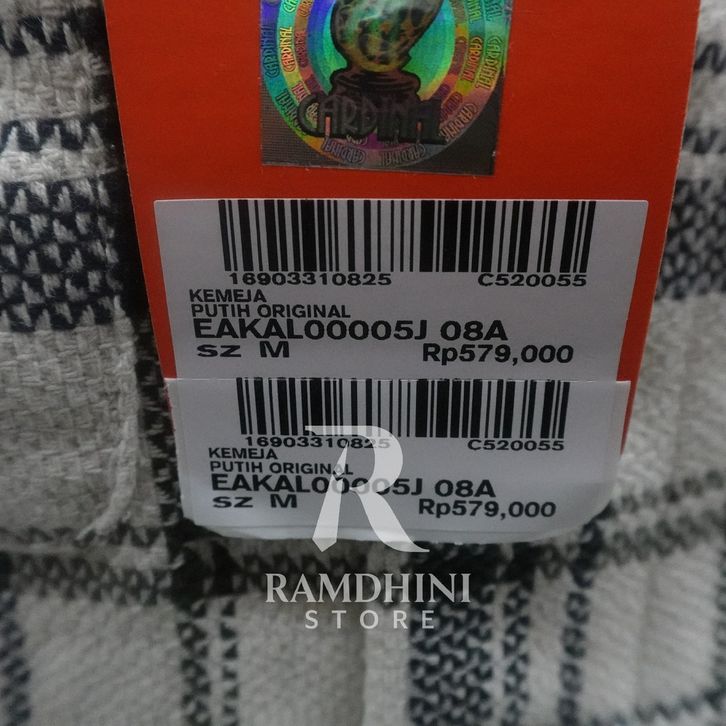 CARDINAL
16903310825 C520055
KEMEJA
PUTIH ORIGINAL
EAKAL00005J 08A
SZ M Rp579,000
16903310825 C520055
KEMEJA
PUTIH ORIGINAL
EAKAL00005J 08A
SZ M Rp579,000
R
RAMDHINI
STORE